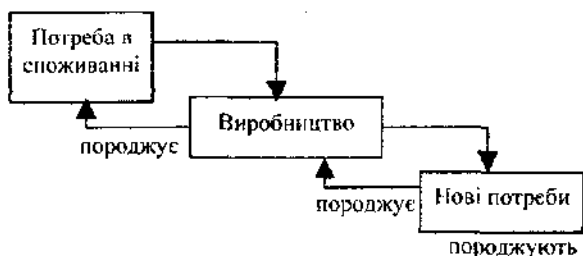 Потреба в
споживанні
Виробництво
породжує
Нові потреби
породжує
породжують